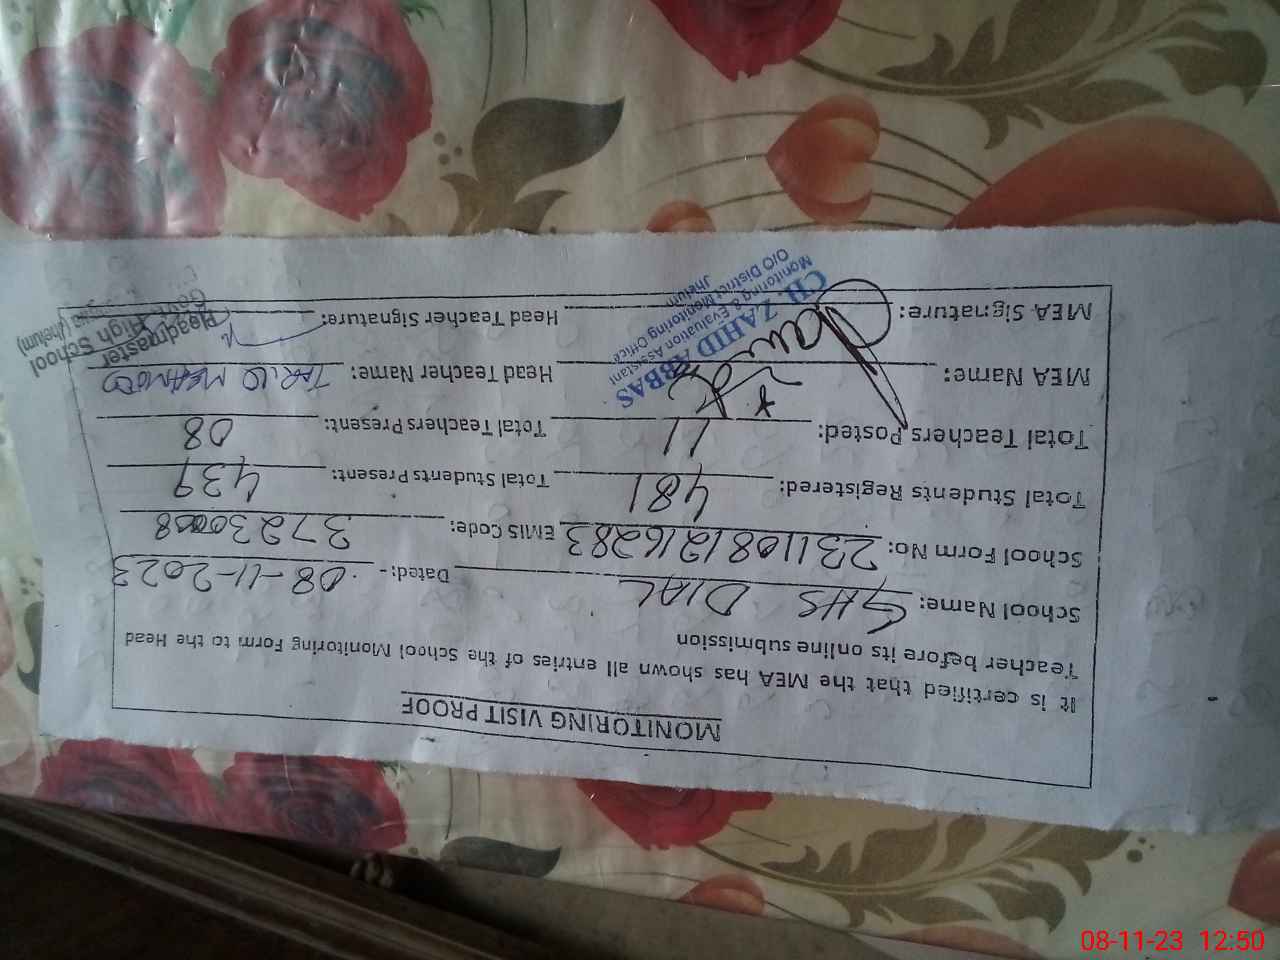 MONITORING VISIT PROOF
It is certified that the MEA has shown all entries of the School Monitoring Form to the Head
Teacher before its online submission
School Name: GHS DIAL Dated:- 08-11-2023
School Form No: 2311081216283 EMIS Code: 37230008
Total Students Registered: 481 Total Students Present: 439
Total Teachers Posted: 11 Total Teachers Present: 08
MEA Name: Head Teacher Name: TARIQ MEHMOOD
MEA Signature: Head Teacher Signature:
CH. ZAHID ABBAS
Monitoring & Evaluation Assistant
O/O District Monitoring Office
Jhelum
Headmaster
Govt. High School
(Jhelum)
08-11-23 12:50